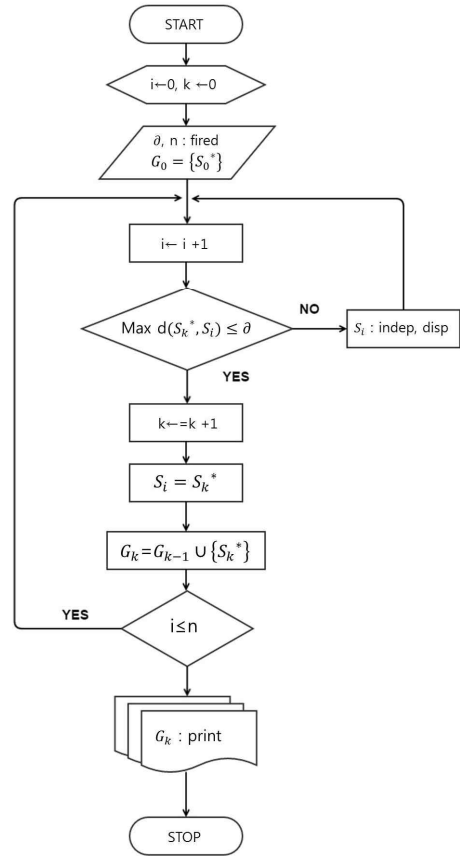 START
i←0, k ←0
∂, n : fired
G₀ = {S₀*}
i← i +1
Max d(Sₖ*, Sᵢ) ≤ ∂
NO
Sᵢ : indep, disp
YES
k←=k +1
Sᵢ = Sₖ*
Gₖ=Gₖ₋₁ ∪ {Sₖ*}
YES
i≤n
Gₖ : print
STOP